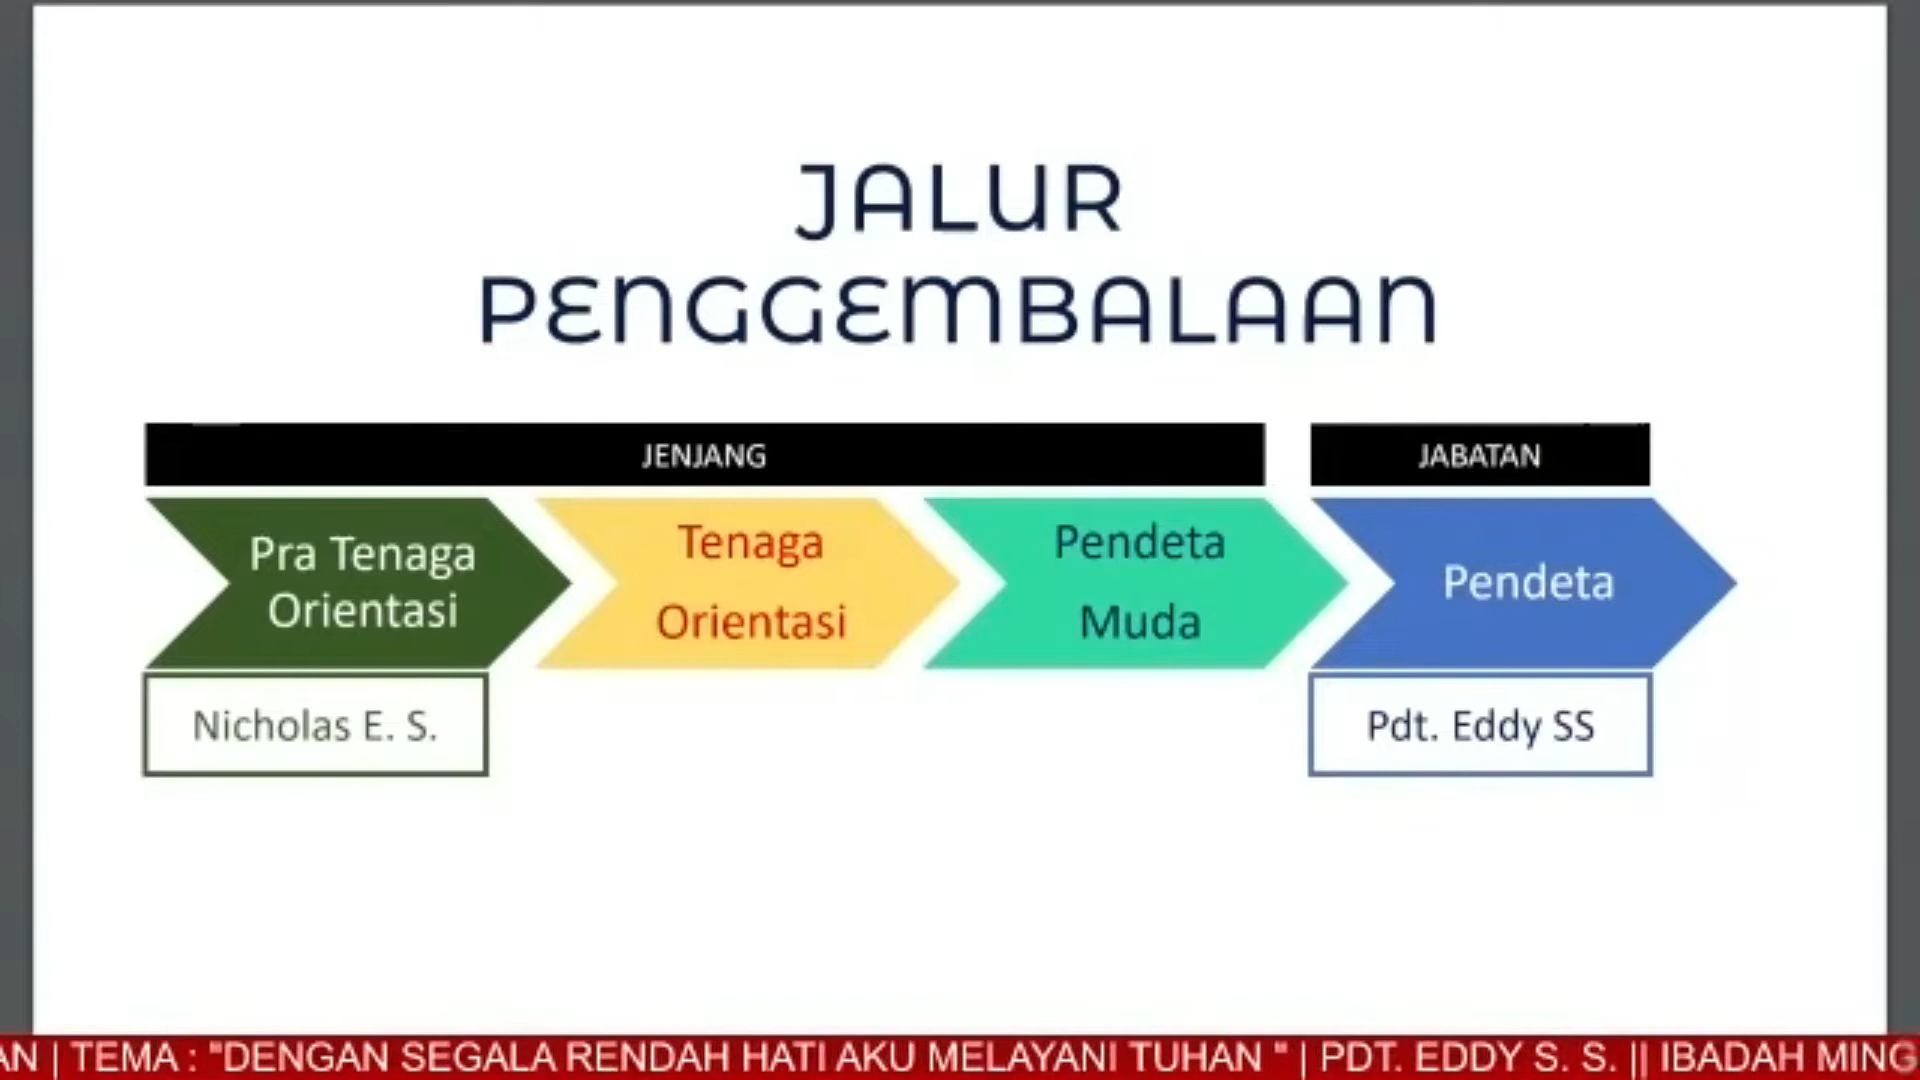 JALUR
PENGGEMBALAAN
JENJANG
JABATAN
Pra Tenaga
Orientasi
Tenaga
Orientasi
Pendeta
Muda
Pendeta
Nicholas E. S.
Pdt. Eddy SS
AN | TEMA : "DENGAN SEGALA RENDAH HATI AKU MELAYANI TUHAN " | PDT. EDDY S. S. || IBADAH MING